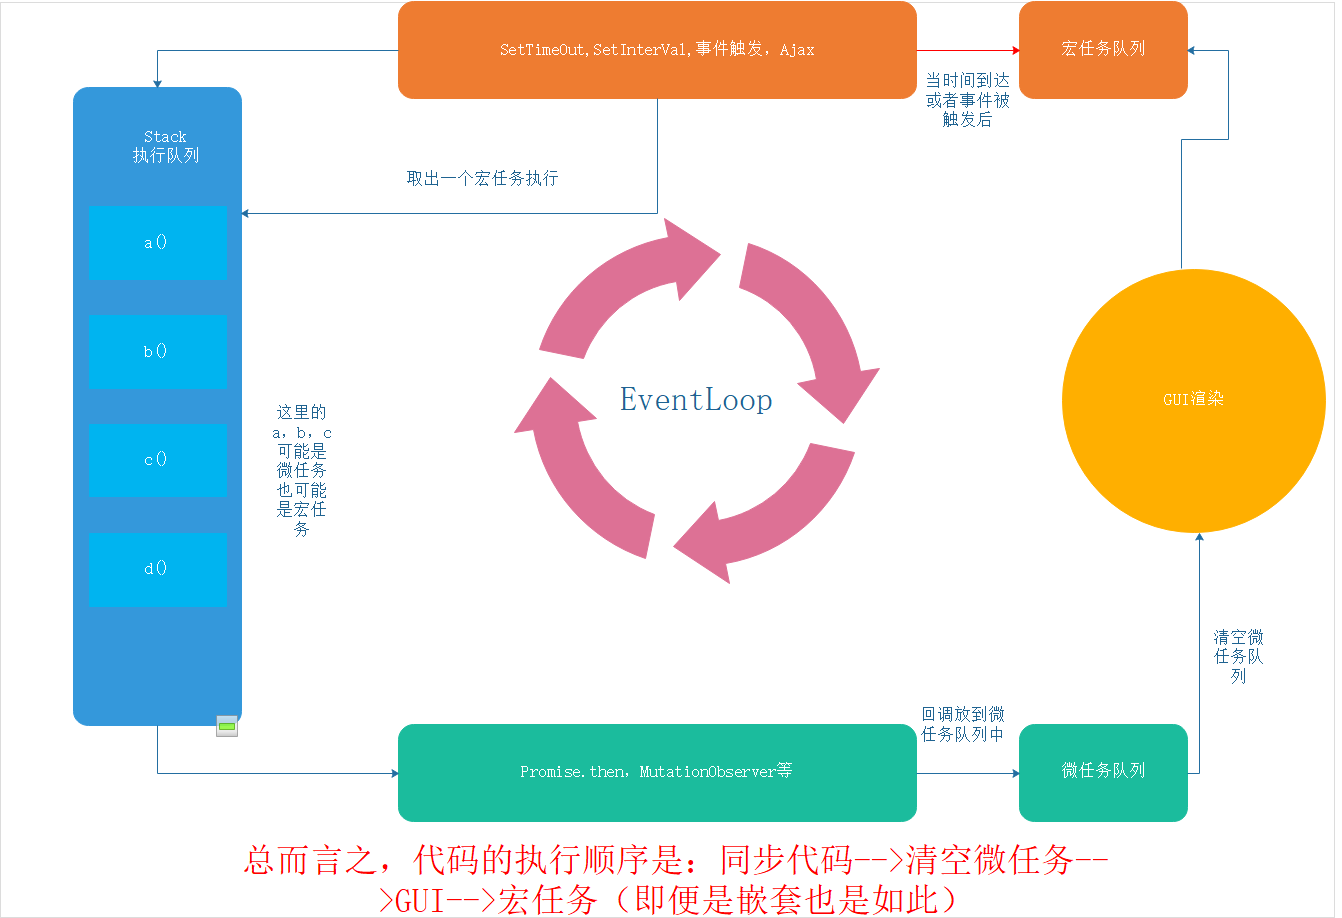 SetTimeOut,SetInterVal,事件触发，Ajax
宏任务队列
当时间到达
或者事件被
触发后
Stack
执行队列
取出一个宏任务执行
a()
b()
c()
d()
这里的
a，b，c
可能是
微任务
也可能
是宏任
务
EventLoop
GUI渲染
清空微
任务队
列
回调放到微
任务队列中
Promise.then，MutationObserver等
微任务队列
总而言之，代码的执行顺序是：同步代码-->清空微任务--
>GUI-->宏任务（即便是嵌套也是如此）